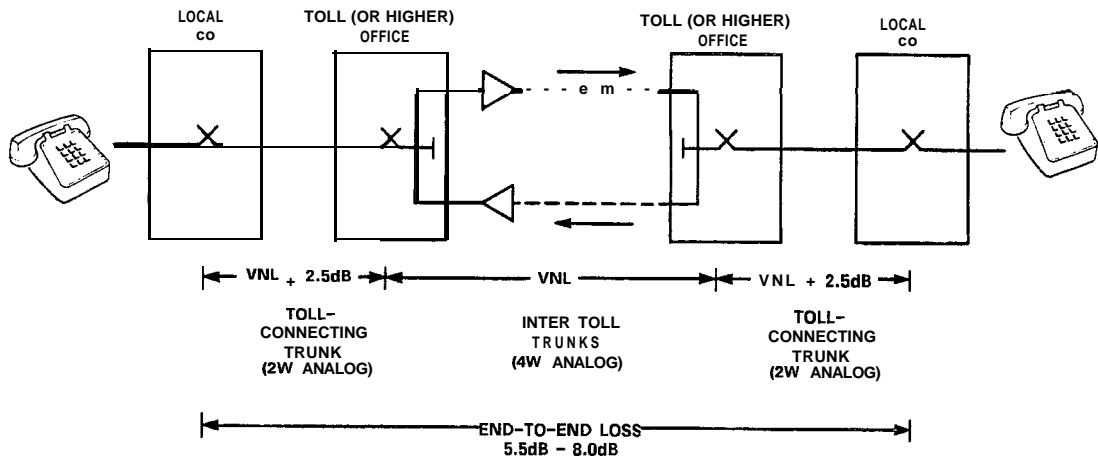 LOCAL
co
TOLL (OR HIGHER)
OFFICE
TOLL (OR HIGHER)
OFFICE
LOCAL
co
- - - e m - -
VNL + 2.5dB
VNL
VNL + 2.5dB
TOLL-
CONNECTING
TRUNK
(2W ANALOG)
INTER TOLL
TRUNKS
(4W ANALOG)
TOLL-
CONNECTING
TRUNK
(2W ANALOG)
END-TO-END LOSS
5.5dB - 8.0dB